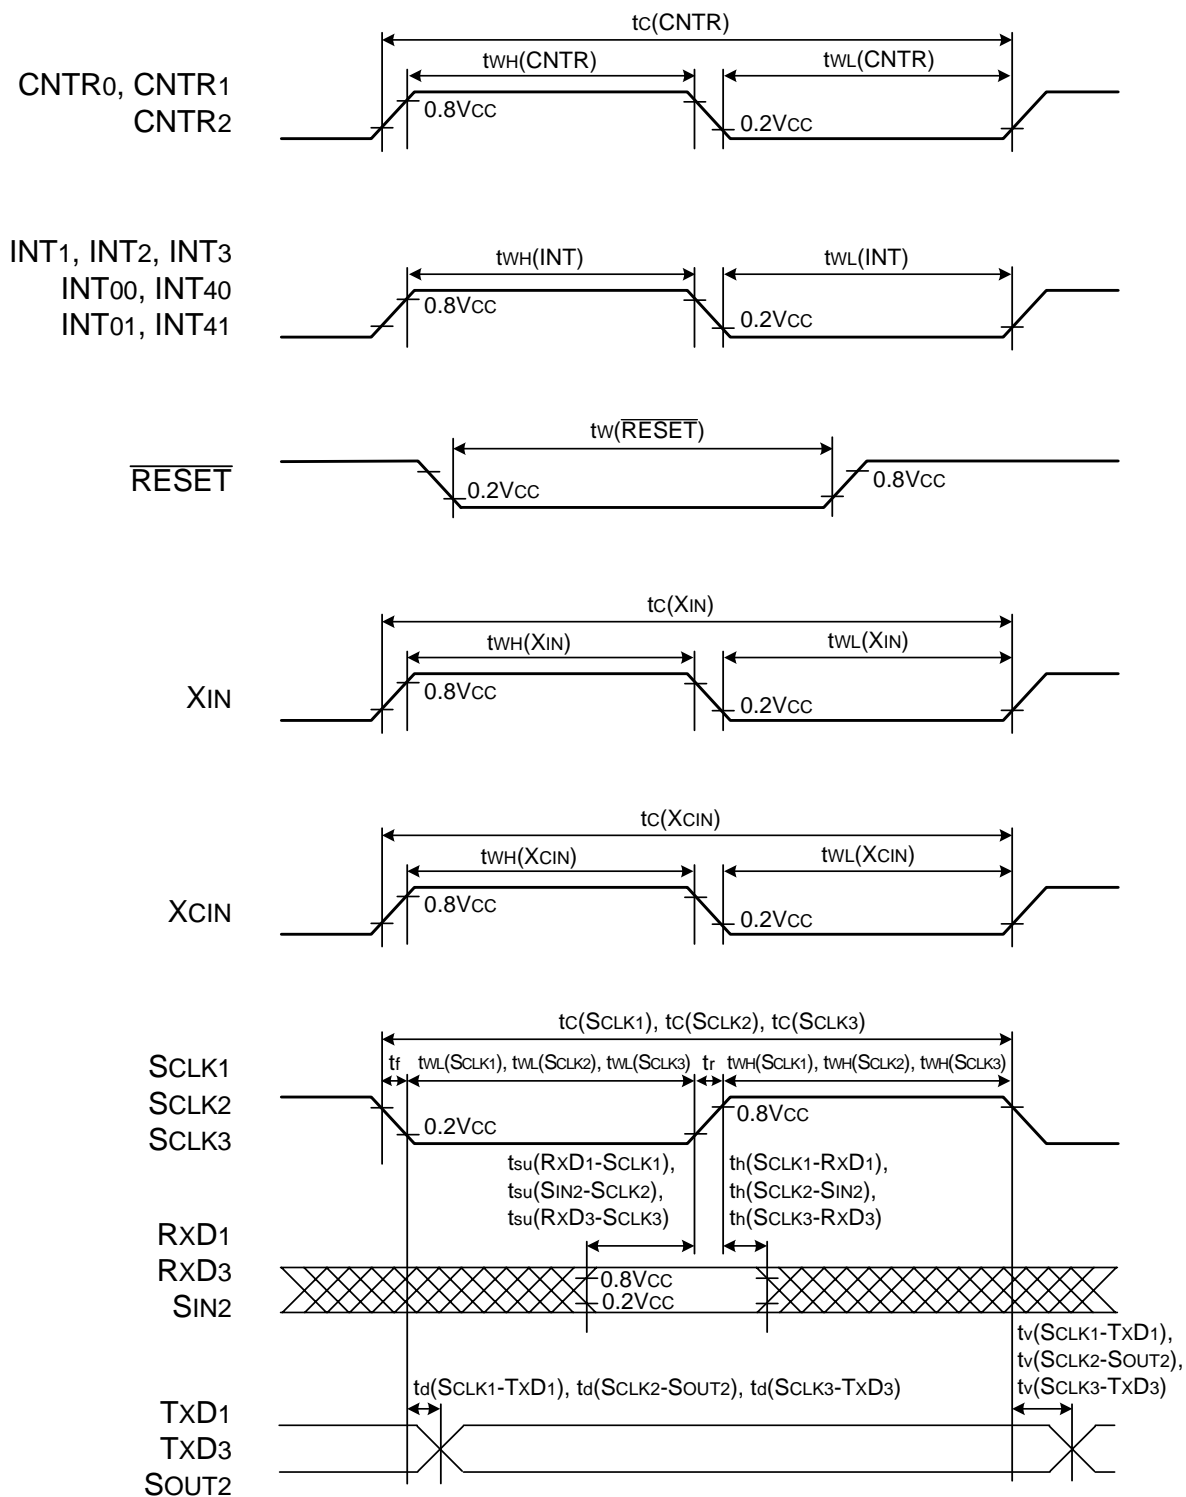 tC(CNTR)
tWH(CNTR)
tWL(CNTR)
CNTR0, CNTR1
CNTR2
0.8VCC
0.2VCC
INT1, INT2, INT3
INT00, INT40
INT01, INT41
tWH(INT)
tWL(INT)
0.8VCC
0.2VCC
tW(RESET)
RESET
0.2VCC
0.8VCC
tC(XIN)
tWH(XIN)
tWL(XIN)
XIN
0.8VCC
0.2VCC
tC(XCIN)
tWH(XCIN)
tWL(XCIN)
XCIN
0.8VCC
0.2VCC
tC(SCLK1), tC(SCLK2), tC(SCLK3)
SCLK1
SCLK2
SCLK3
tf
tWL(SCLK1), tWL(SCLK2), tWL(SCLK3)
tr
tWH(SCLK1), tWH(SCLK2), tWH(SCLK3)
0.2VCC
0.8VCC
tsu(RXD1-SCLK1),
tsu(SIN2-SCLK2),
tsu(RXD3-SCLK3)
th(SCLK1-RXD1),
th(SCLK2-SIN2),
th(SCLK3-RXD3)
RXD1
RXD3
SIN2
0.8VCC
0.2VCC
tv(SCLK1-TXD1),
tv(SCLK2-SOUT2),
tv(SCLK3-TXD3)
td(SCLK1-TXD1), td(SCLK2-SOUT2), td(SCLK3-TXD3)
TXD1
TXD3
SOUT2